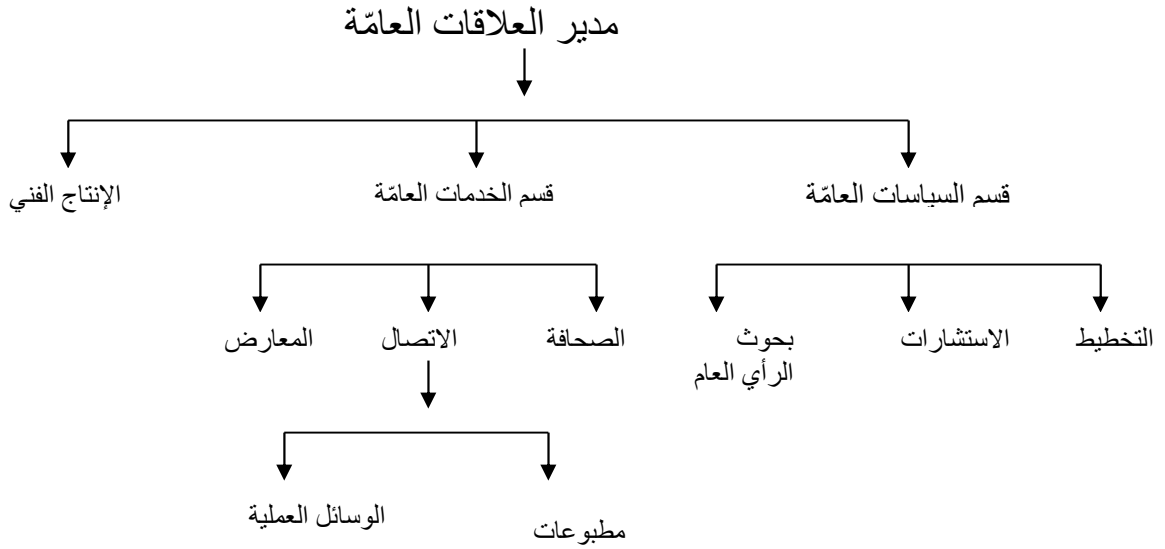 مدير العلاقات العامّة
قسم السياسات العامّة
قسم الخدمات العامّة
الإنتاج الفني
التخطيط
الاستشارات
بحوث
الرأي العام
الصحافة
الاتصال
المعارض
مطبوعات
الوسائل العملية